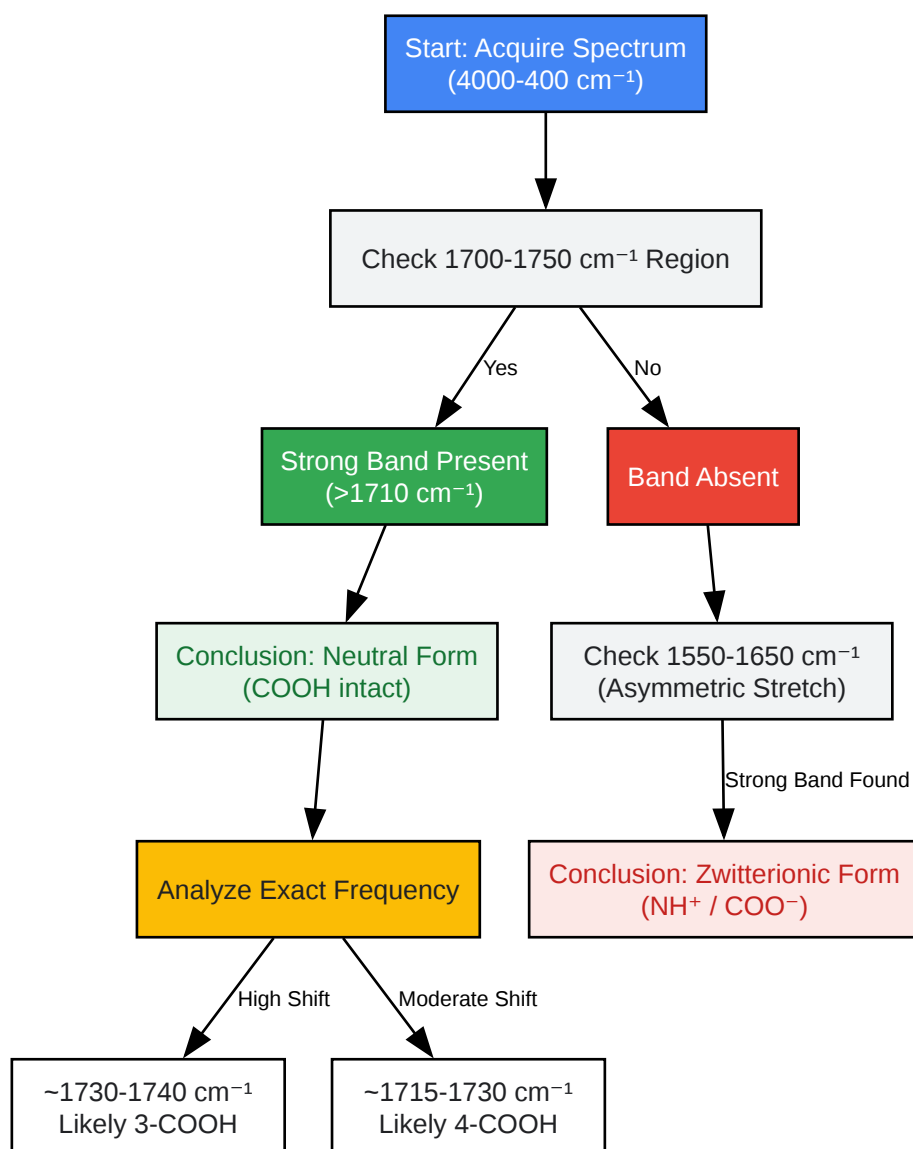 Start: Acquire Spectrum
(4000-400 cm⁻¹)
Check 1700-1750 cm⁻¹ Region
Yes
No
Strong Band Present
(>1710 cm⁻¹)
Band Absent
Conclusion: Neutral Form
(COOH intact)
Check 1550-1650 cm⁻¹
(Asymmetric Stretch)
Strong Band Found
Analyze Exact Frequency
Conclusion: Zwitterionic Form
(NH⁺ / COO⁻)
High Shift
Moderate Shift
~1730-1740 cm⁻¹
Likely 3-COOH
~1715-1730 cm⁻¹
Likely 4-COOH